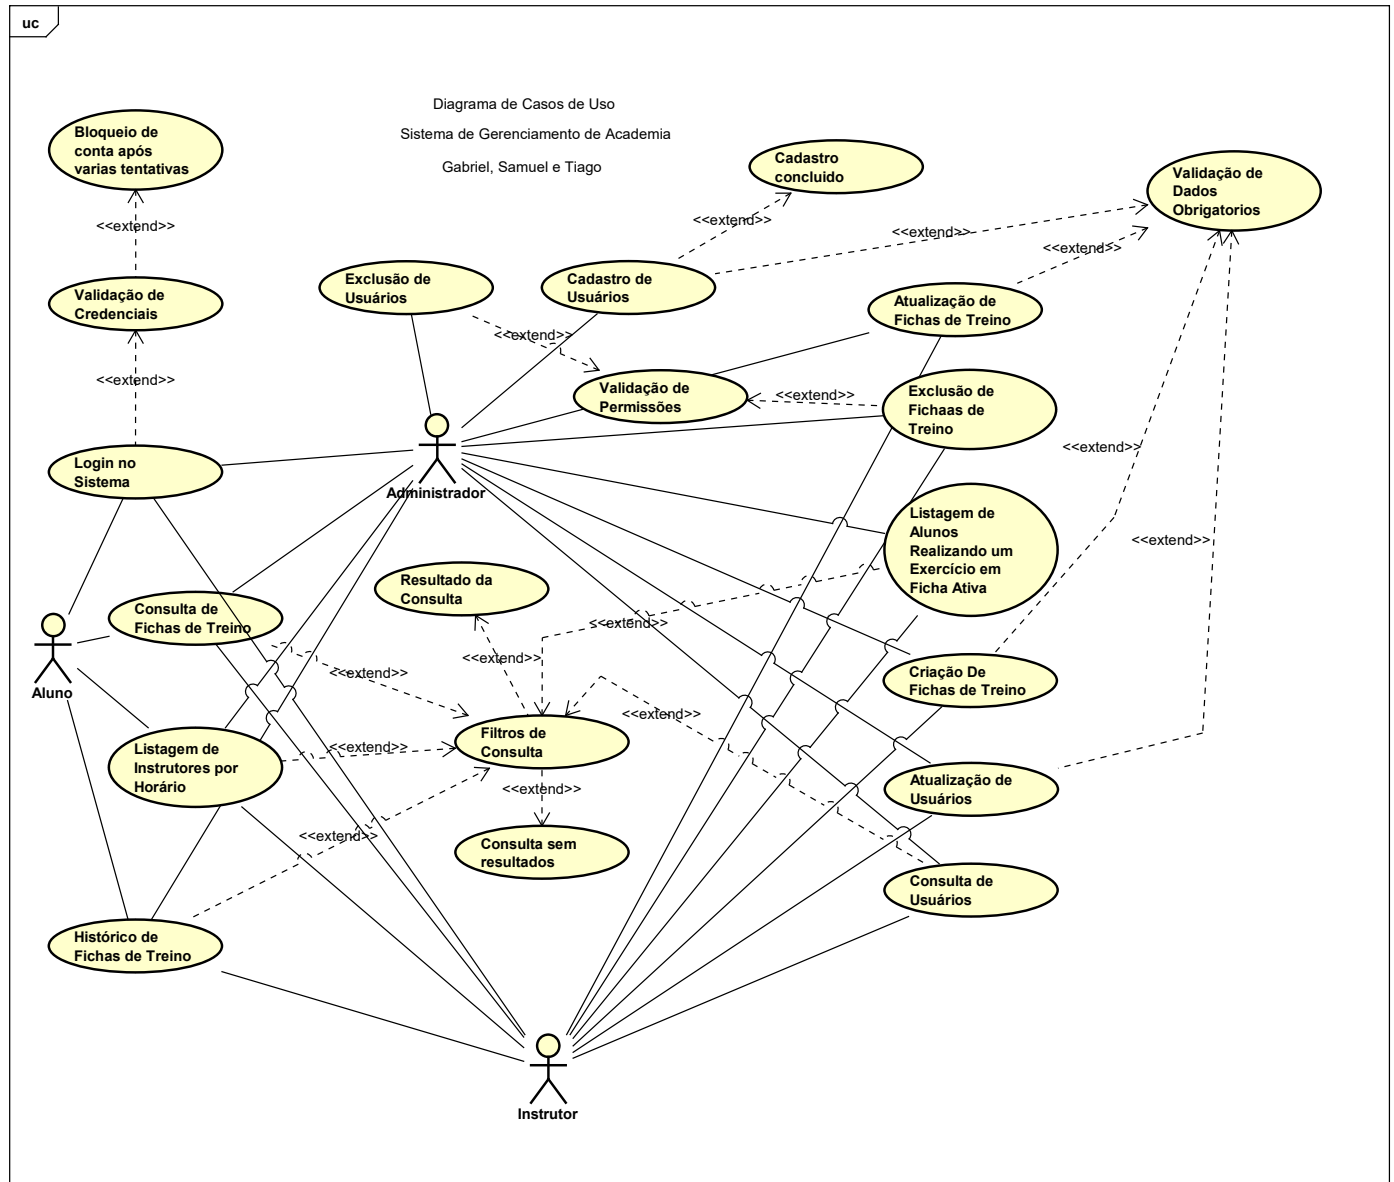 uc
Diagrama de Casos de Uso
Sistema de Gerenciamento de Academia
Gabriel, Samuel e Tiago
Bloqueio de
conta após
varias tentativas
<<extend>>
Validação de
Credenciais
<<extend>>
Login no
Sistema
Cadastro
concluido
<<extend>>
Validação de
Dados
Obrigatorios
<<extend>>
<<extend>>
Exclusão de
Usuários
<<extend>>
Cadastro de
Usuários
Atualização de
Fichas de Treino
Validação de
Permissões
<<extend>>
Exclusão de
Fichaas de
Treino
<<extend>>
Administrador
Listagem de
Alunos
Realizando um
Exercício em
Ficha Ativa
<<extend>>
Resultado da
Consulta
<<extend>>
<<extend>>
Consulta de
Fichas de Treino
<<extend>>
Aluno
Criação De
Fichas de Treino
<<extend>>
Filtros de
Consulta
Listagem de
Instrutores por
Horário
<<extend>>
<<extend>>
Atualização de
Usuários
<<extend>>
Consulta sem
resultados
Consulta de
Usuários
Histórico de
Fichas de Treino
Instrutor